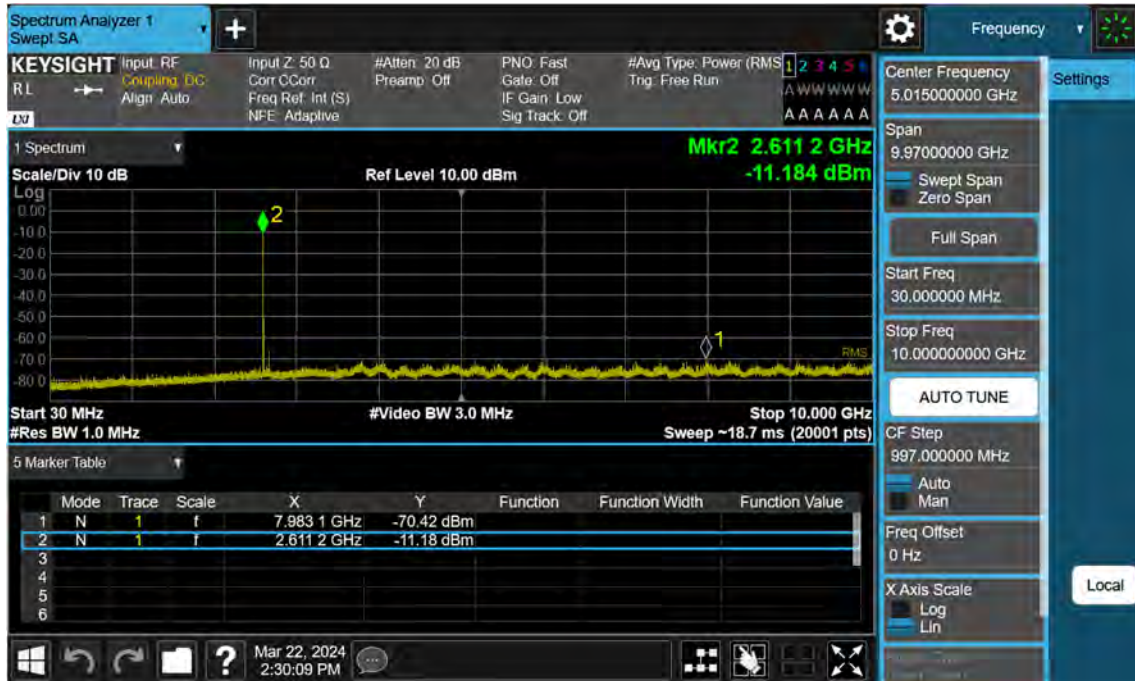 Spectrum Analyzer 1
Swept SA
+
Frequency
KEYSIGHT
RL
LXI
Input: RF
Coupling: DC
Align: Auto
Input Z: 50 Ω
Corr CCorr
Freq Ref: Int (S)
NFE: Adaptive
#Atten: 20 dB
Preamp: Off
PNO: Fast
Gate: Off
IF Gain: Low
Sig Track: Off
#Avg Type: Power (RMS
Trig: Free Run
1 2 3 4 5 6
A W W W W W
A A A A A A
1 Spectrum
Scale/Div 10 dB
Ref Level 10.00 dBm
Mkr2 2.611 2 GHz
-11.184 dBm
Log
0.00
-10.0
-20.0
-30.0
-40.0
-50.0
-60.0
-70.0
-80.0
2
1
RMS
Start 30 MHz
#Res BW 1.0 MHz
#Video BW 3.0 MHz
Stop 10.000 GHz
Sweep ~18.7 ms (20001 pts)
5 Marker Table
Mode Trace Scale X Y Function Function Width Function Value
1 N 1 f 7.983 1 GHz -70.42 dBm
2 N 1 f 2.611 2 GHz -11.18 dBm
3
4
5
6
Mar 22, 2024
2:30:09 PM
?
Center Frequency
5.015000000 GHz
Span
9.97000000 GHz
Swept Span
Zero Span
Full Span
Start Freq
30.000000 MHz
Stop Freq
10.000000000 GHz
AUTO TUNE
CF Step
997.000000 MHz
Auto
Man
Freq Offset
0 Hz
X Axis Scale
Log
Lin
Settings
Local